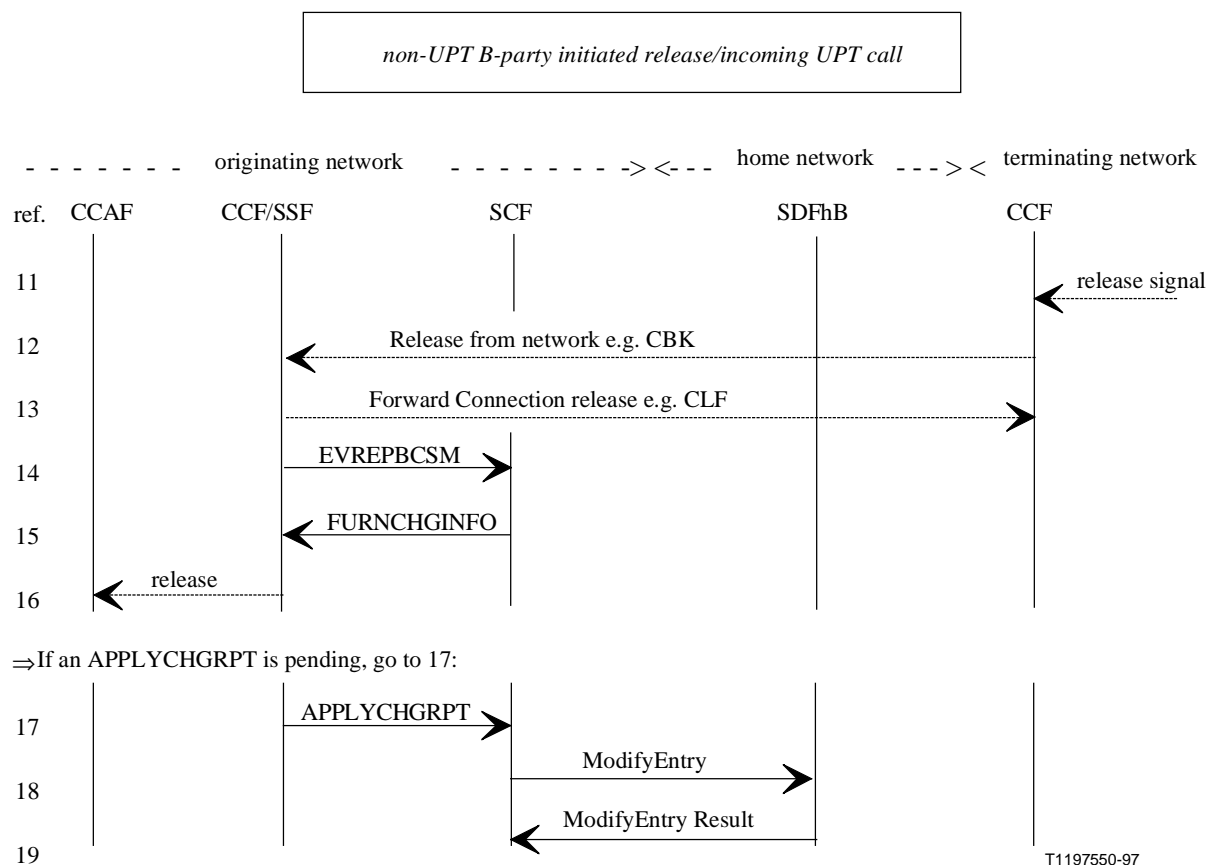 non-UPT B-party initiated release/incoming UPT call
- - - - - - - originating network - - - - - - - -> <- - - home network - - - > < terminating network
ref. CCAF CCF/SSF SCF SDFhB CCF
11 release signal
12 Release from network e.g. CBK
13 Forward Connection release e.g. CLF
14 EVREPBCSM
15 FURNCHGINFO
16 release
⇒If an APPLYCHGRPT is pending, go to 17:
17 APPLYCHGRPT
18 ModifyEntry
19 ModifyEntry Result
T1197550-97